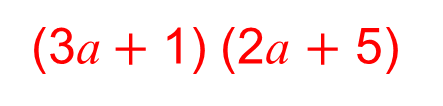 (3a + 1) (2a + 5)